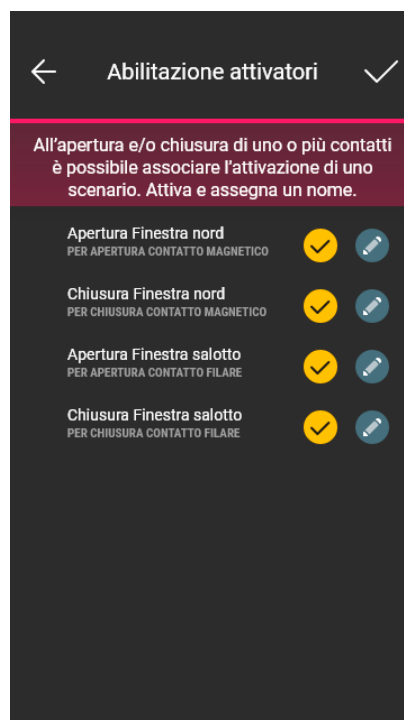 Abilitazione attivatori
All'apertura e/o chiusura di uno o più contatti
è possibile associare l'attivazione di uno
scenario. Attiva e assegna un nome.
Apertura Finestra nord
PER APERTURA CONTATTO MAGNETICO
Chiusura Finestra nord
PER CHIUSURA CONTATTO MAGNETICO
Apertura Finestra salotto
PER APERTURA CONTATTO FILARE
Chiusura Finestra salotto
PER CHIUSURA CONTATTO FILARE